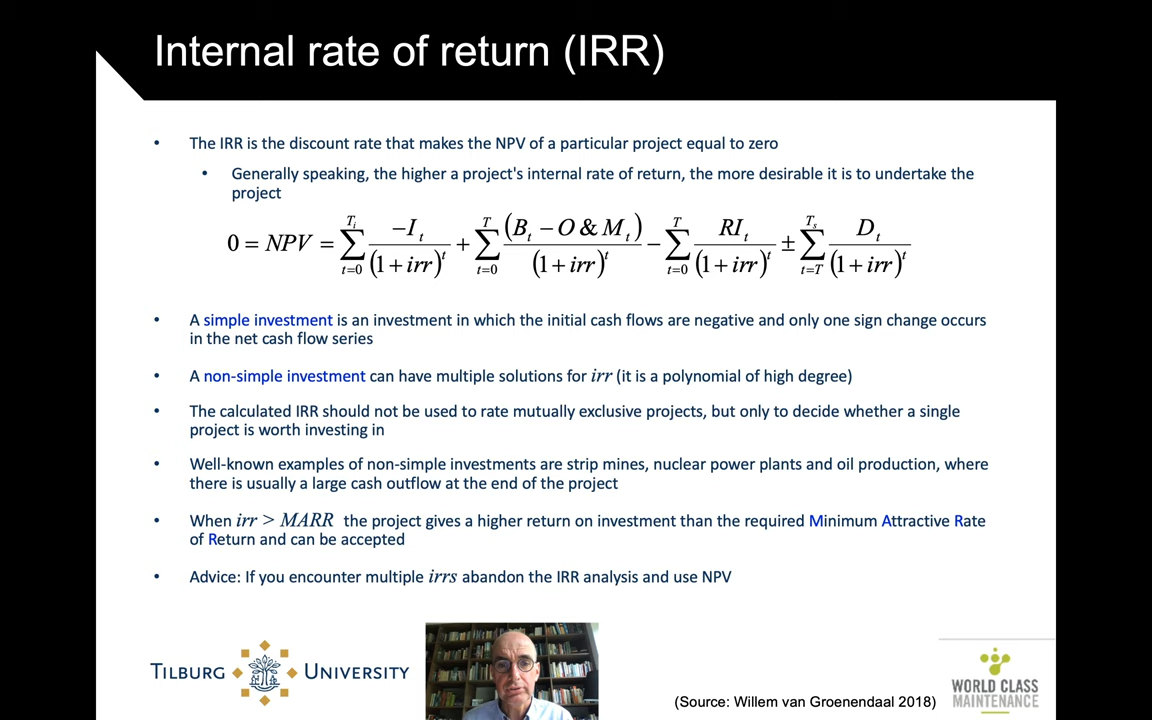 Internal rate of return (IRR)
• The IRR is the discount rate that makes the NPV of a particular project equal to zero
• Generally speaking, the higher a project's internal rate of return, the more desirable it is to undertake the
project
0 = NPV = \sum_{t=0}^{T_i} \frac{-I_t}{(1+irr)^t} + \sum_{t=0}^{T} \frac{(B_t - O\&M_t)}{(1+irr)^t} - \sum_{t=0}^{T} \frac{RI_t}{(1+irr)^t} \pm \sum_{t=T}^{T_s} \frac{D_t}{(1+irr)^t}
• A simple investment is an investment in which the initial cash flows are negative and only one sign change occurs
in the net cash flow series
• A non-simple investment can have multiple solutions for irr (it is a polynomial of high degree)
• The calculated IRR should not be used to rate mutually exclusive projects, but only to decide whether a single
project is worth investing in
• Well-known examples of non-simple investments are strip mines, nuclear power plants and oil production, where
there is usually a large cash outflow at the end of the project
• When irr > MARR the project gives a higher return on investment than the required Minimum Attractive Rate
of Return and can be accepted
• Advice: If you encounter multiple irrs abandon the IRR analysis and use NPV
TILBURG UNIVERSITY
(Source: Willem van Groenendaal 2018)
WORLD CLASS
MAINTENANCE